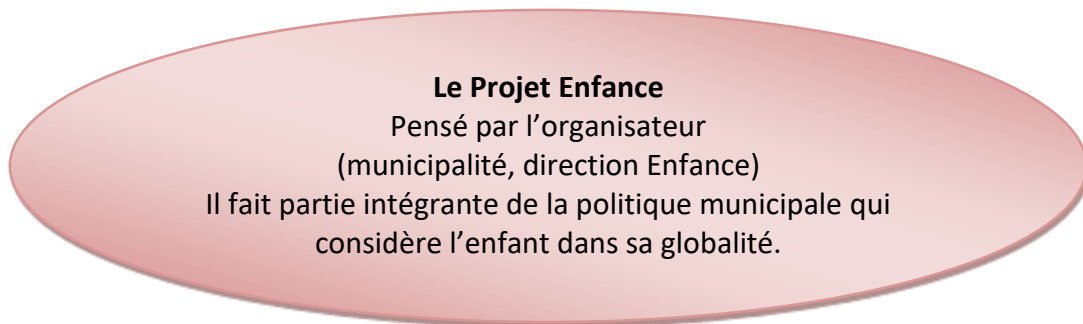 Le Projet Enfance
Pensé par l’organisateur
(municipalité, direction Enfance)
Il fait partie intégrante de la politique municipale qui
considère l’enfant dans sa globalité.